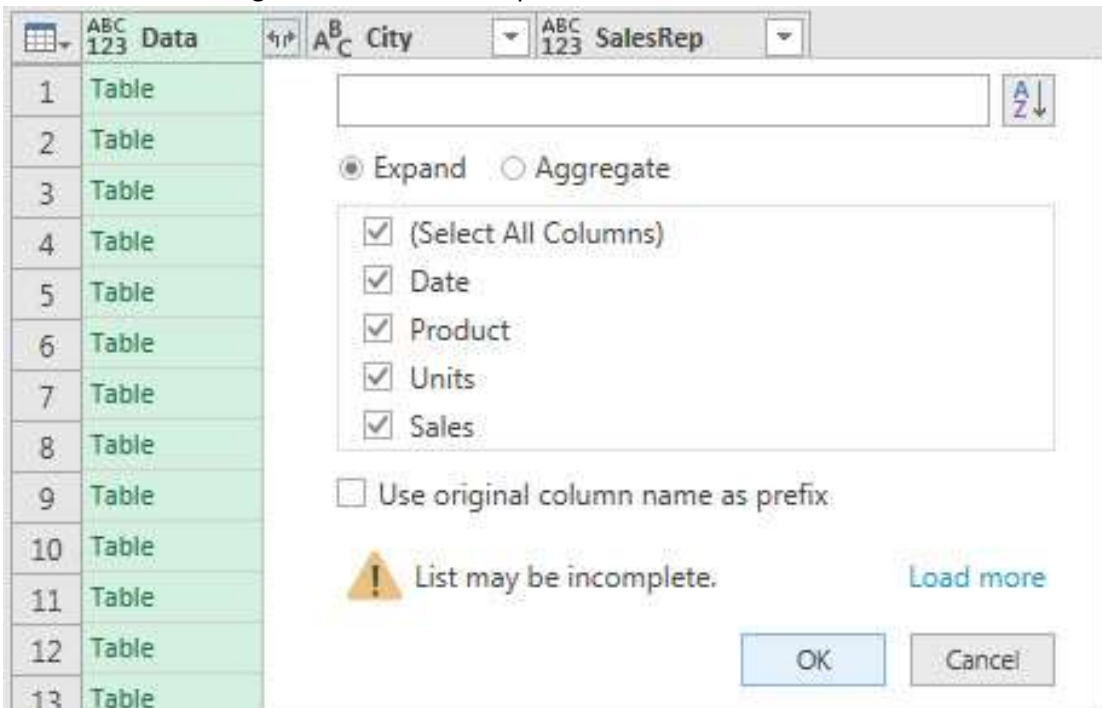 ABC 123 Data ABC City ABC 123 SalesRep
1 Table
2 Table
3 Table
4 Table
5 Table
6 Table
7 Table
8 Table
9 Table
10 Table
11 Table
12 Table
13 Table
AZ
Expand Aggregate
(Select All Columns)
Date
Product
Units
Sales
Use original column name as prefix
! List may be incomplete. Load more
OK Cancel